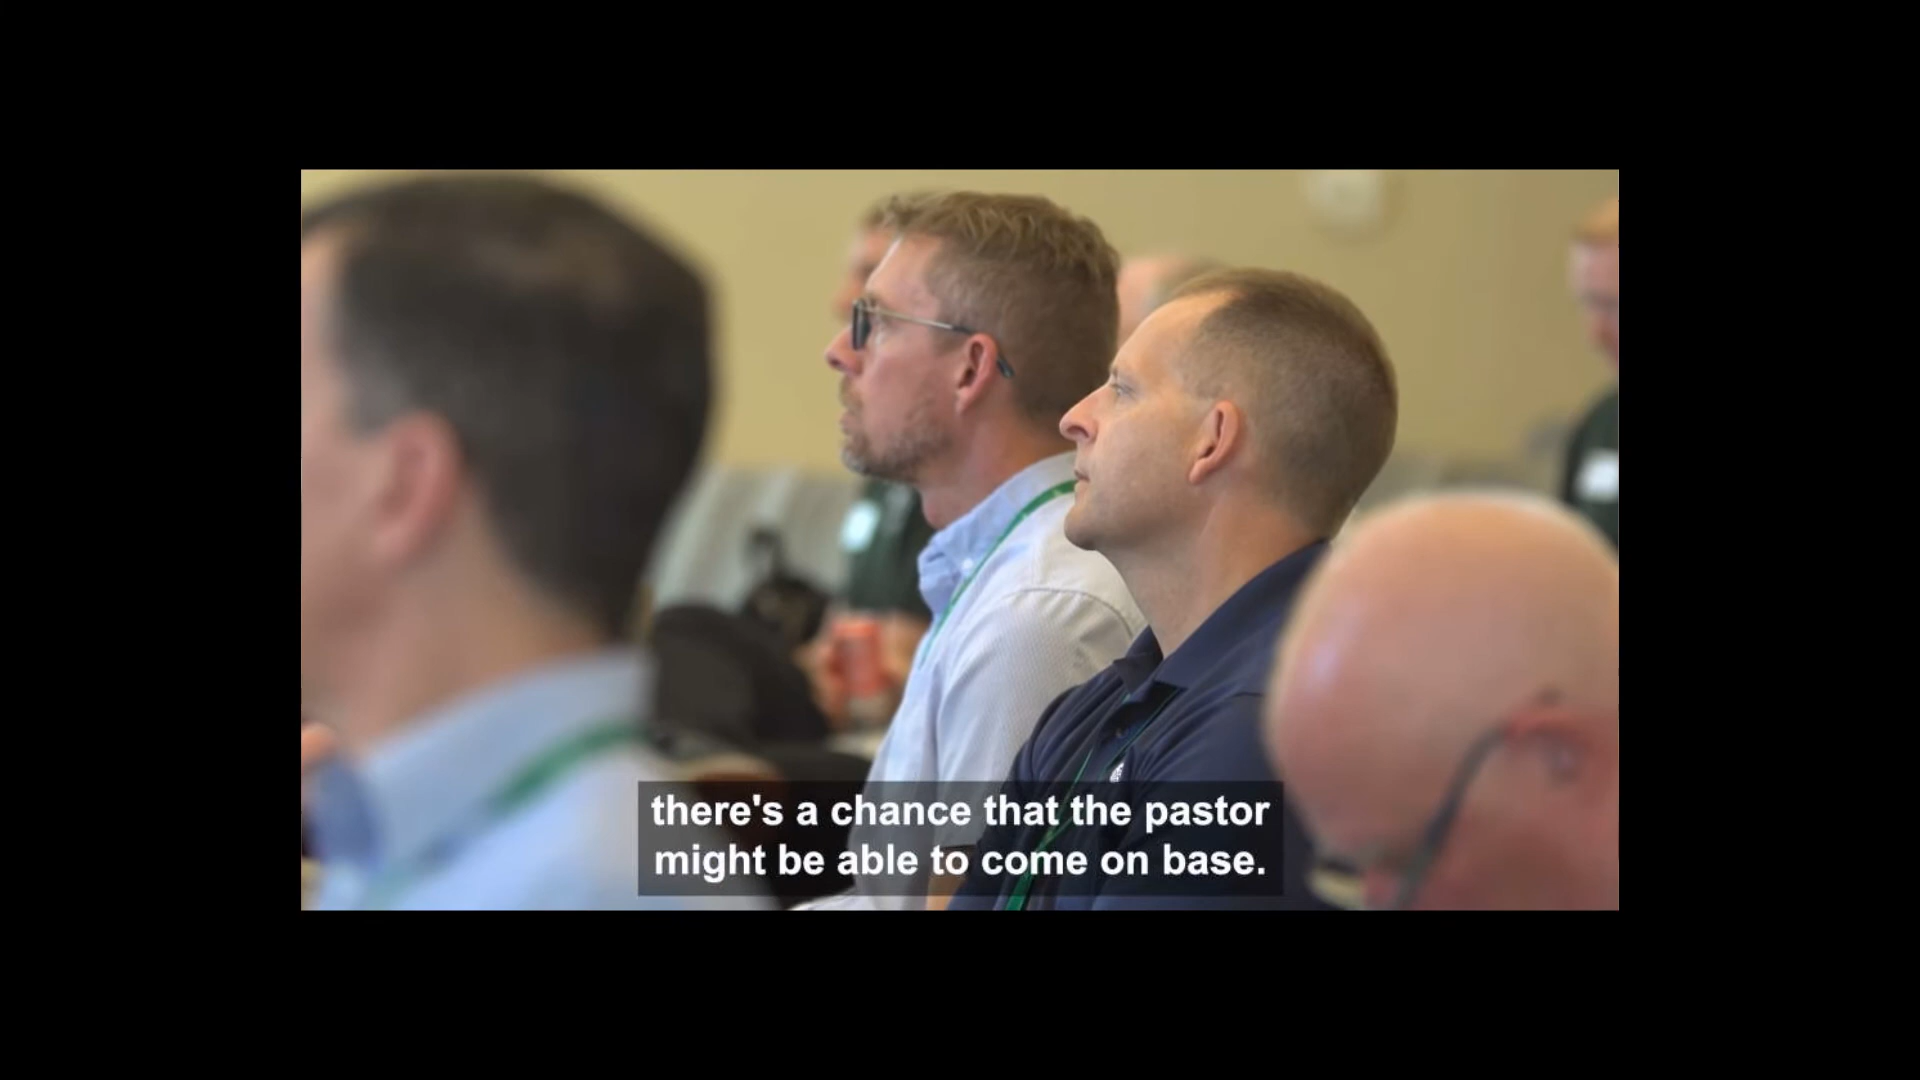 there's a chance that the pastor
might be able to come on base.